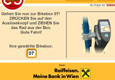 Gehen Sie nun zur Bikebox 07!
DRÜCKEN Sie auf den
Auswurfknopf und ZIEHEN Sie
das Rad aus der Box.
Gute Fahrt!
Ihre gewählte Bikebox:
07
Raiffeisen.
Meine Bank in Wien